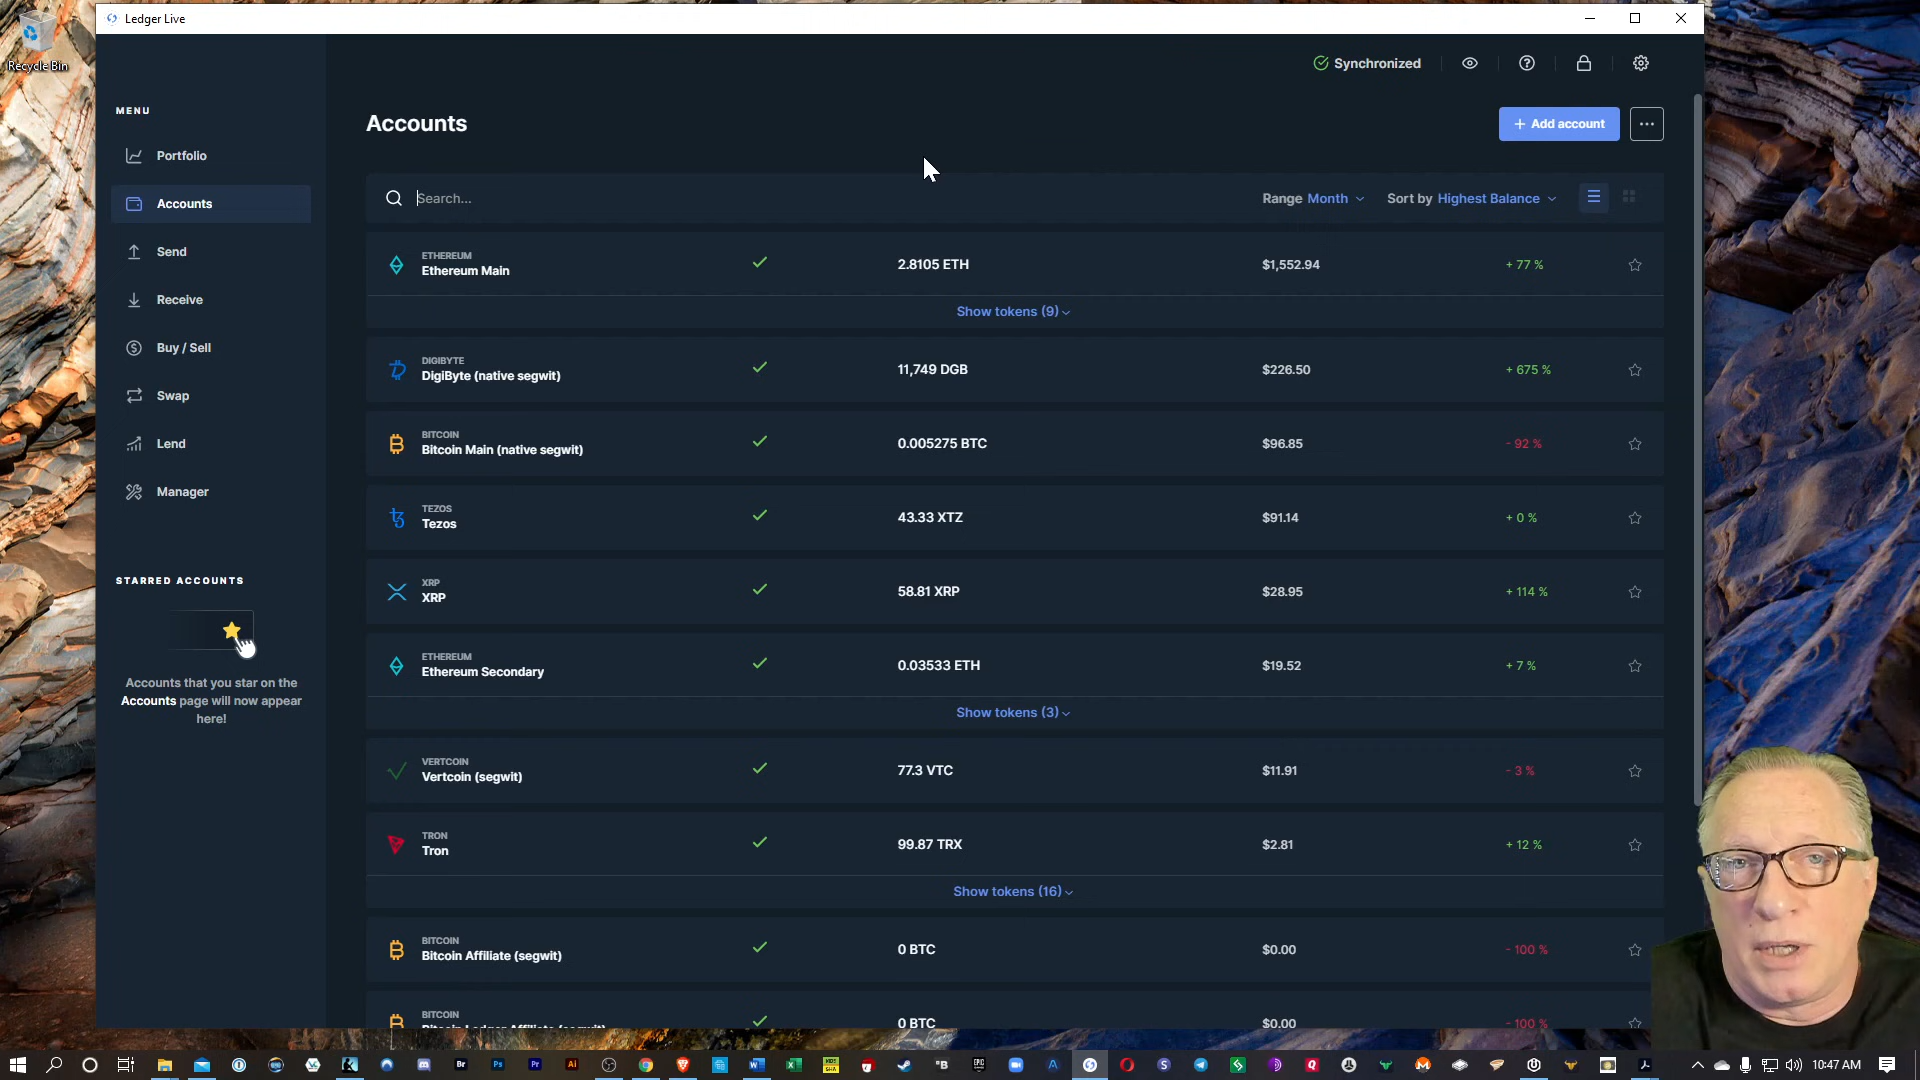 Ledger Live
Recycle Bin
Synchronized
MENU
Accounts
+ Add account
Portfolio
Accounts
Search...
Range Month
Sort by Highest Balance
Send
Receive
Buy / Sell
Swap
Lend
Manager
STARRED ACCOUNTS
Accounts that you star on the
Accounts page will now appear
here!
ETHEREUM
Ethereum Main
2.8105 ETH
$1,552.94
+ 77 %
Show tokens (9)
DIGIBYTE
DigiByte (native segwit)
11,749 DGB
$226.50
+ 675 %
BITCOIN
Bitcoin Main (native segwit)
0.005275 BTC
$96.85
- 92 %
TEZOS
Tezos
43.33 XTZ
$91.14
+ 0 %
XRP
XRP
58.81 XRP
$28.95
+ 114 %
ETHEREUM
Ethereum Secondary
0.03533 ETH
$19.52
+ 7 %
Show tokens (3)
VERTCOIN
Vertcoin (segwit)
77.3 VTC
$11.91
- 3 %
TRON
Tron
99.87 TRX
$2.81
+ 12 %
Show tokens (16)
BITCOIN
Bitcoin Affiliate (segwit)
0 BTC
$0.00
- 100 %
BITCOIN
Bitcoin Ledger Affiliate (segwit)
0 BTC
$0.00
- 100 %
10:47 AM